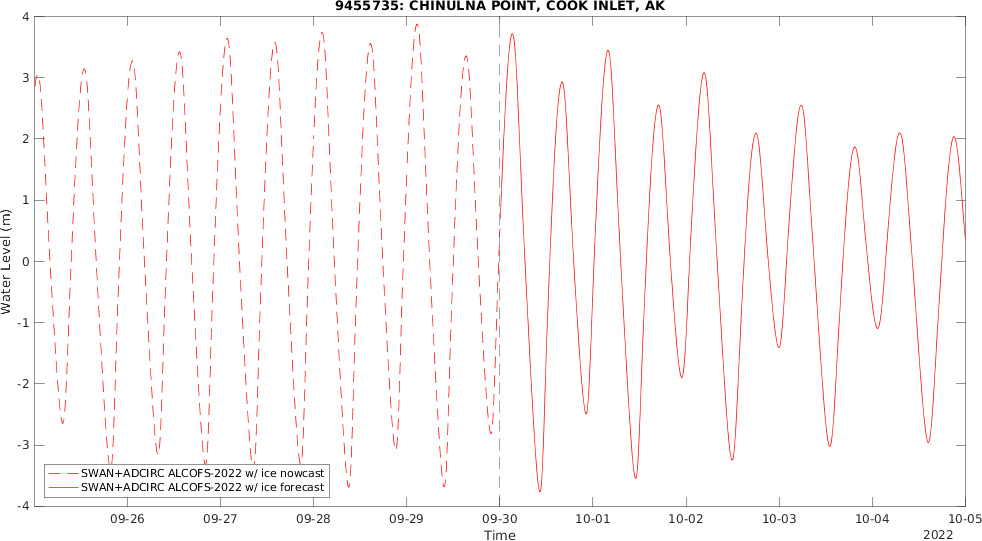 9455735: CHINULNA POINT, COOK INLET, AK
Water Level (m)
4
3
2
1
0
-1
-2
-3
-4
SWAN+ADCIRC ALCOFS-2022 w/ ice nowcast
SWAN+ADCIRC ALCOFS-2022 w/ ice forecast
09-26 09-27 09-28 09-29 09-30 10-01 10-02 10-03 10-04 10-05
Time
2022